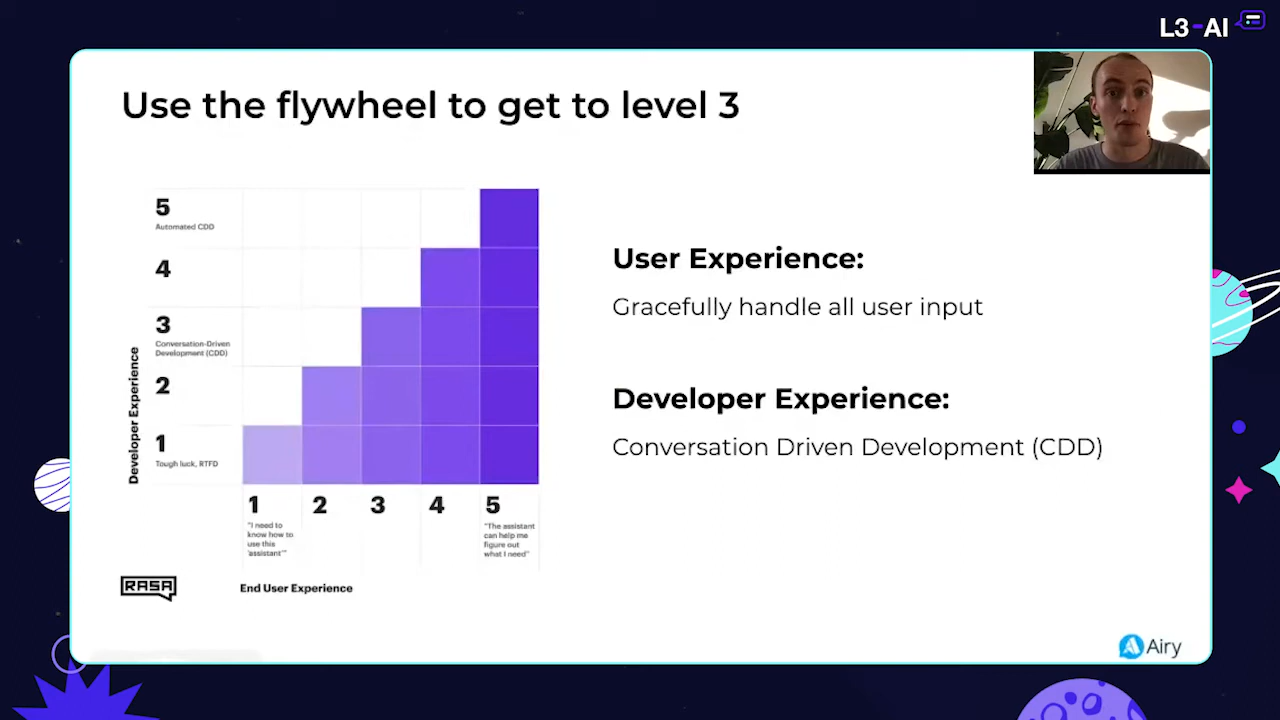 L3-AI
Use the flywheel to get to level 3
5
Automated CDD
4
3
Conversation-Driven
Development (CDD)
2
1
Tough luck, RTFD
Developer Experience
1
"I need to
know how to
use this
'assistant'"
2
3
4
5
"The assistant
can help me
figure out
what I need"
End User Experience
RASA
User Experience:
Gracefully handle all user input
Developer Experience:
Conversation Driven Development (CDD)
Airy